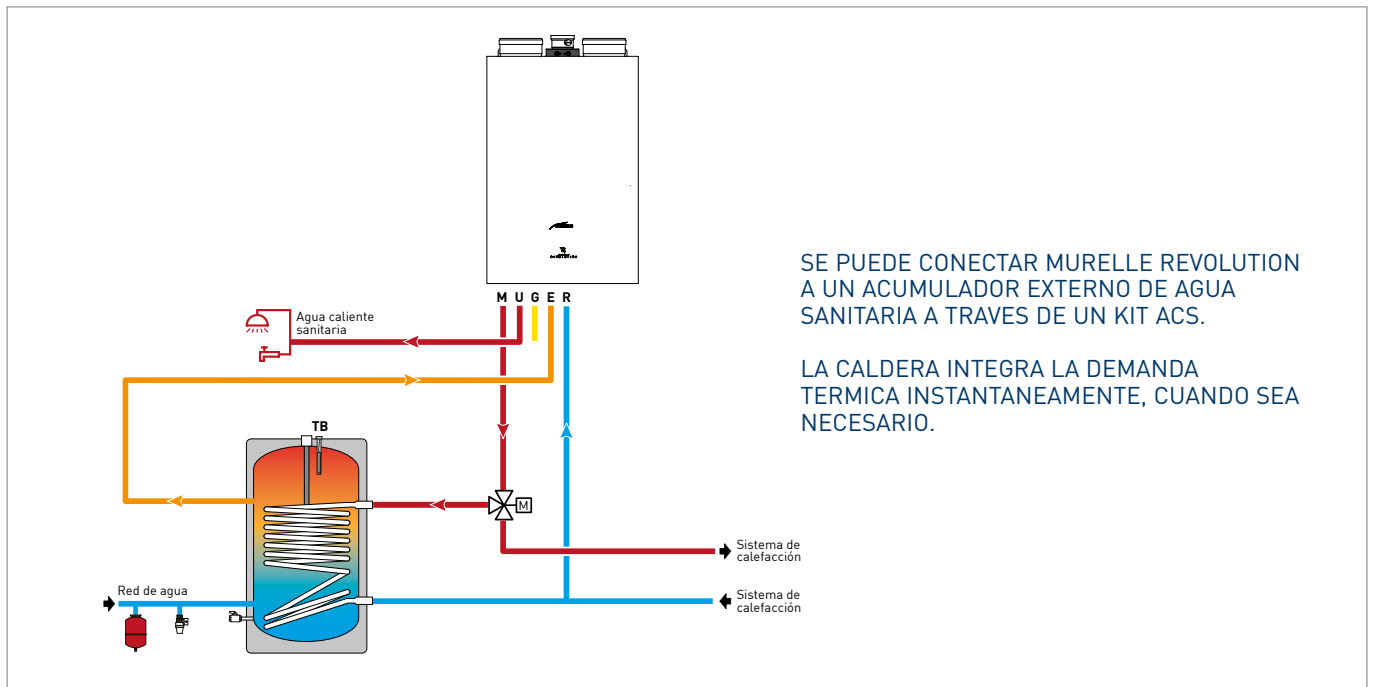 M U G E R
Agua caliente
sanitaria
TB
M
Sistema de
calefacción
Red de agua
Sistema de
calefacción
SE PUEDE CONECTAR MURELLE REVOLUTION
A UN ACUMULADOR EXTERNO DE AGUA
SANITARIA A TRAVES DE UN KIT ACS.
LA CALDERA INTEGRA LA DEMANDA
TERMICA INSTANTANEAMENTE, CUANDO SEA
NECESARIO.